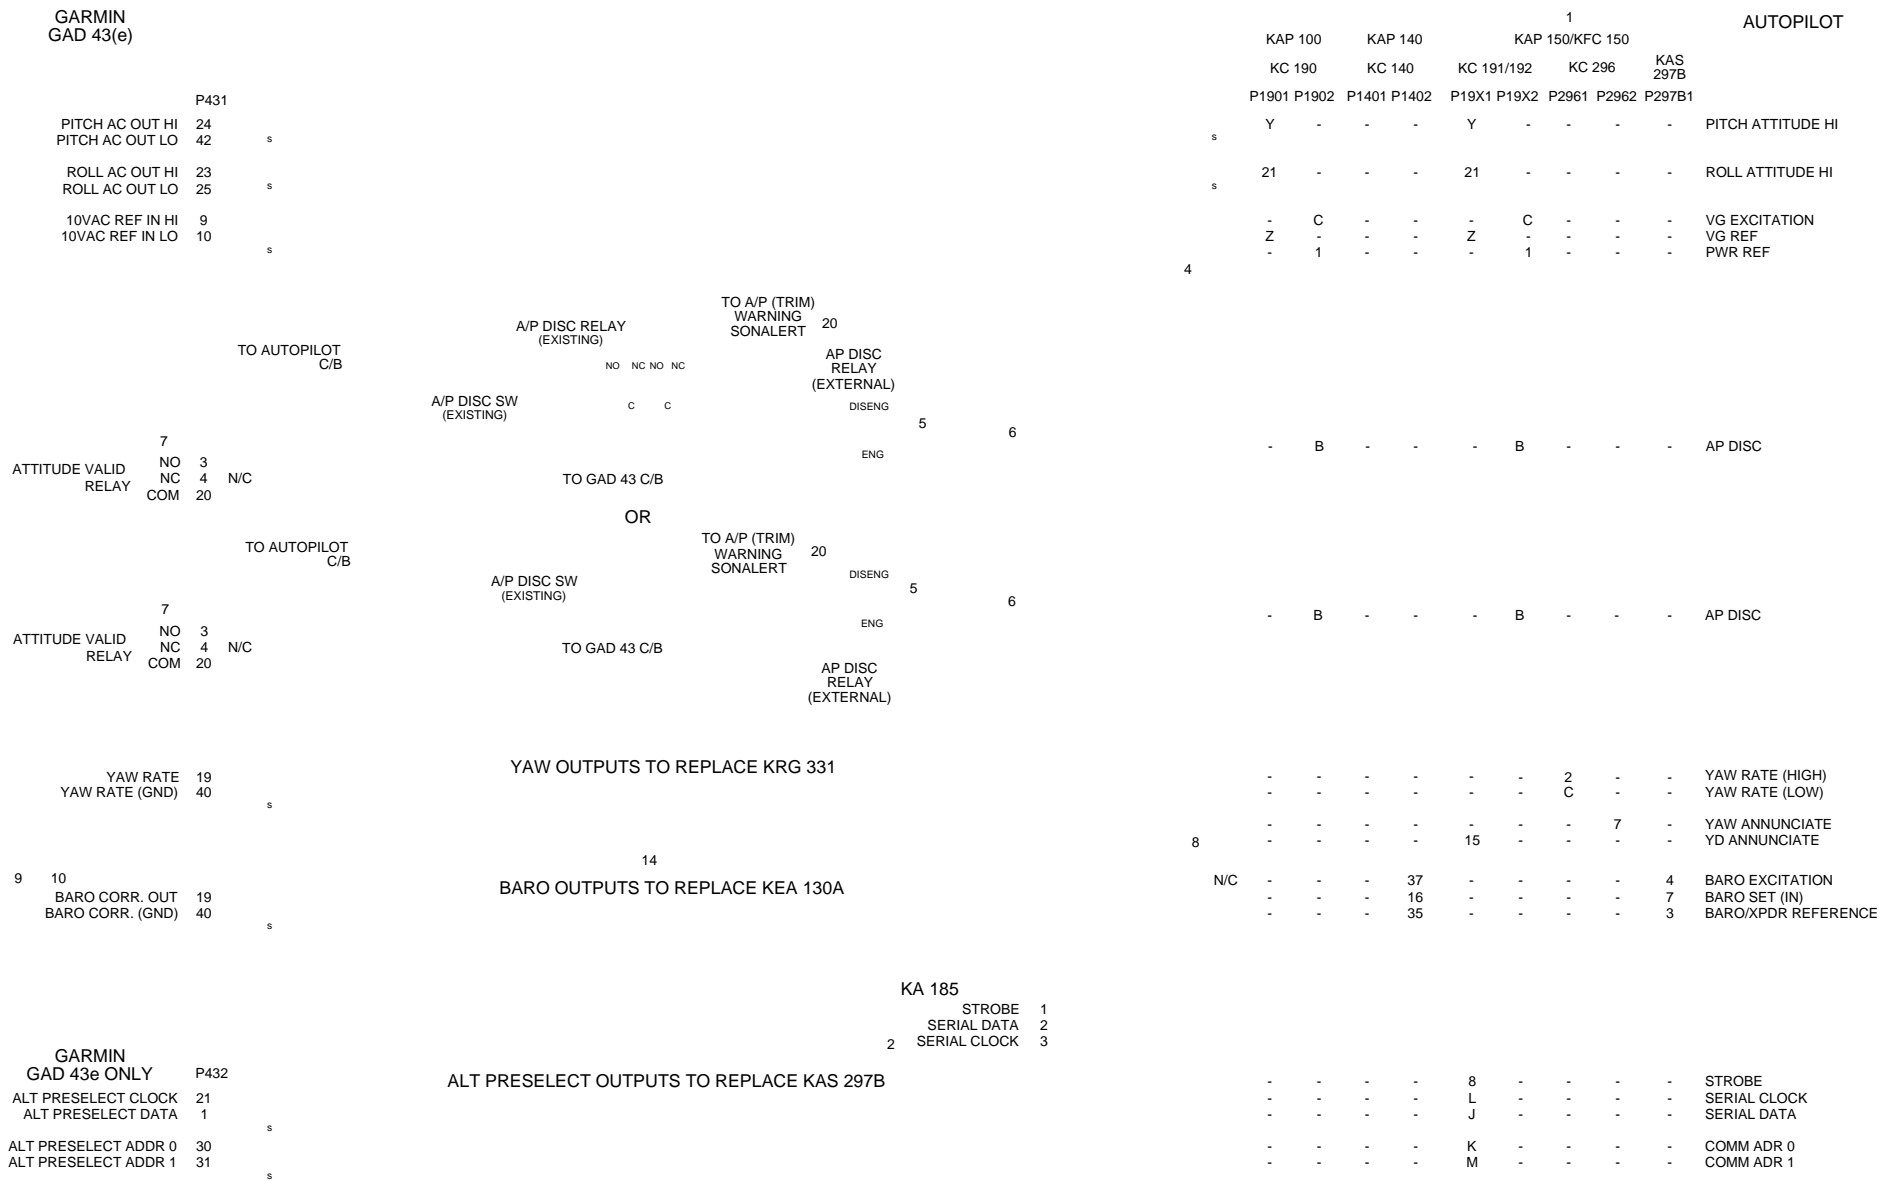 GARMIN
GAD 43(e)
1
AUTOPILOT
KAP 100 KAP 140 KAP 150/KFC 150
KC 190 KC 140 KC 191/192 KC 296 KAS 297B
P431
P1901 P1902 P1401 P1402 P19X1 P19X2 P2961 P2962 P297B1
PITCH AC OUT HI 24 Y - - - Y - - - - PITCH ATTITUDE HI
PITCH AC OUT LO 42 s s
ROLL AC OUT HI 23 21 - - - 21 - - - - ROLL ATTITUDE HI
ROLL AC OUT LO 25 s s
10VAC REF IN HI 9 - C - - - C - - - VG EXCITATION
10VAC REF IN LO 10 Z - - - Z - - - - VG REF
s - 1 - - - 1 - - - PWR REF
4
TO A/P (TRIM)
WARNING
SONALERT 20
A/P DISC RELAY
(EXISTING)
TO AUTOPILOT
C/B
NO NC NO NC
AP DISC
RELAY
(EXTERNAL)
A/P DISC SW
(EXISTING)
C C
DISENG
5
6
7
ENG
- B - - - B - - - AP DISC
ATTITUDE VALID
RELAY
NO 3
NC 4 N/C
COM 20
TO GAD 43 C/B
OR
TO A/P (TRIM)
WARNING
SONALERT 20
TO AUTOPILOT
C/B
A/P DISC SW
(EXISTING)
DISENG
5
6
7
ENG
- B - - - B - - - AP DISC
ATTITUDE VALID
RELAY
NO 3
NC 4 N/C
COM 20
TO GAD 43 C/B
AP DISC
RELAY
(EXTERNAL)
YAW OUTPUTS TO REPLACE KRG 331
YAW RATE 19 - - - - - - 2 - - YAW RATE (HIGH)
YAW RATE (GND) 40 - - - - - - C - - YAW RATE (LOW)
s
- - - - - - - 7 - YAW ANNUNCIATE
8 - - - - 15 - - - - YD ANNUNCIATE
14
BARO OUTPUTS TO REPLACE KEA 130A
9 10
N/C - - - 37 - - - - 4 BARO EXCITATION
BARO CORR. OUT 19 - - - 16 - - - - 7 BARO SET (IN)
BARO CORR. (GND) 40 - - - 35 - - - - 3 BARO/XPDR REFERENCE
s
KA 185
STROBE 1
SERIAL DATA 2
2 SERIAL CLOCK 3
GARMIN
GAD 43e ONLY P432
ALT PRESELECT OUTPUTS TO REPLACE KAS 297B
- - - - 8 - - - - STROBE
ALT PRESELECT CLOCK 21 - - - - L - - - - SERIAL CLOCK
ALT PRESELECT DATA 1 - - - - J - - - - SERIAL DATA
s
ALT PRESELECT ADDR 0 30 - - - - K - - - - COMM ADR 0
ALT PRESELECT ADDR 1 31 - - - - M - - - - COMM ADR 1
s